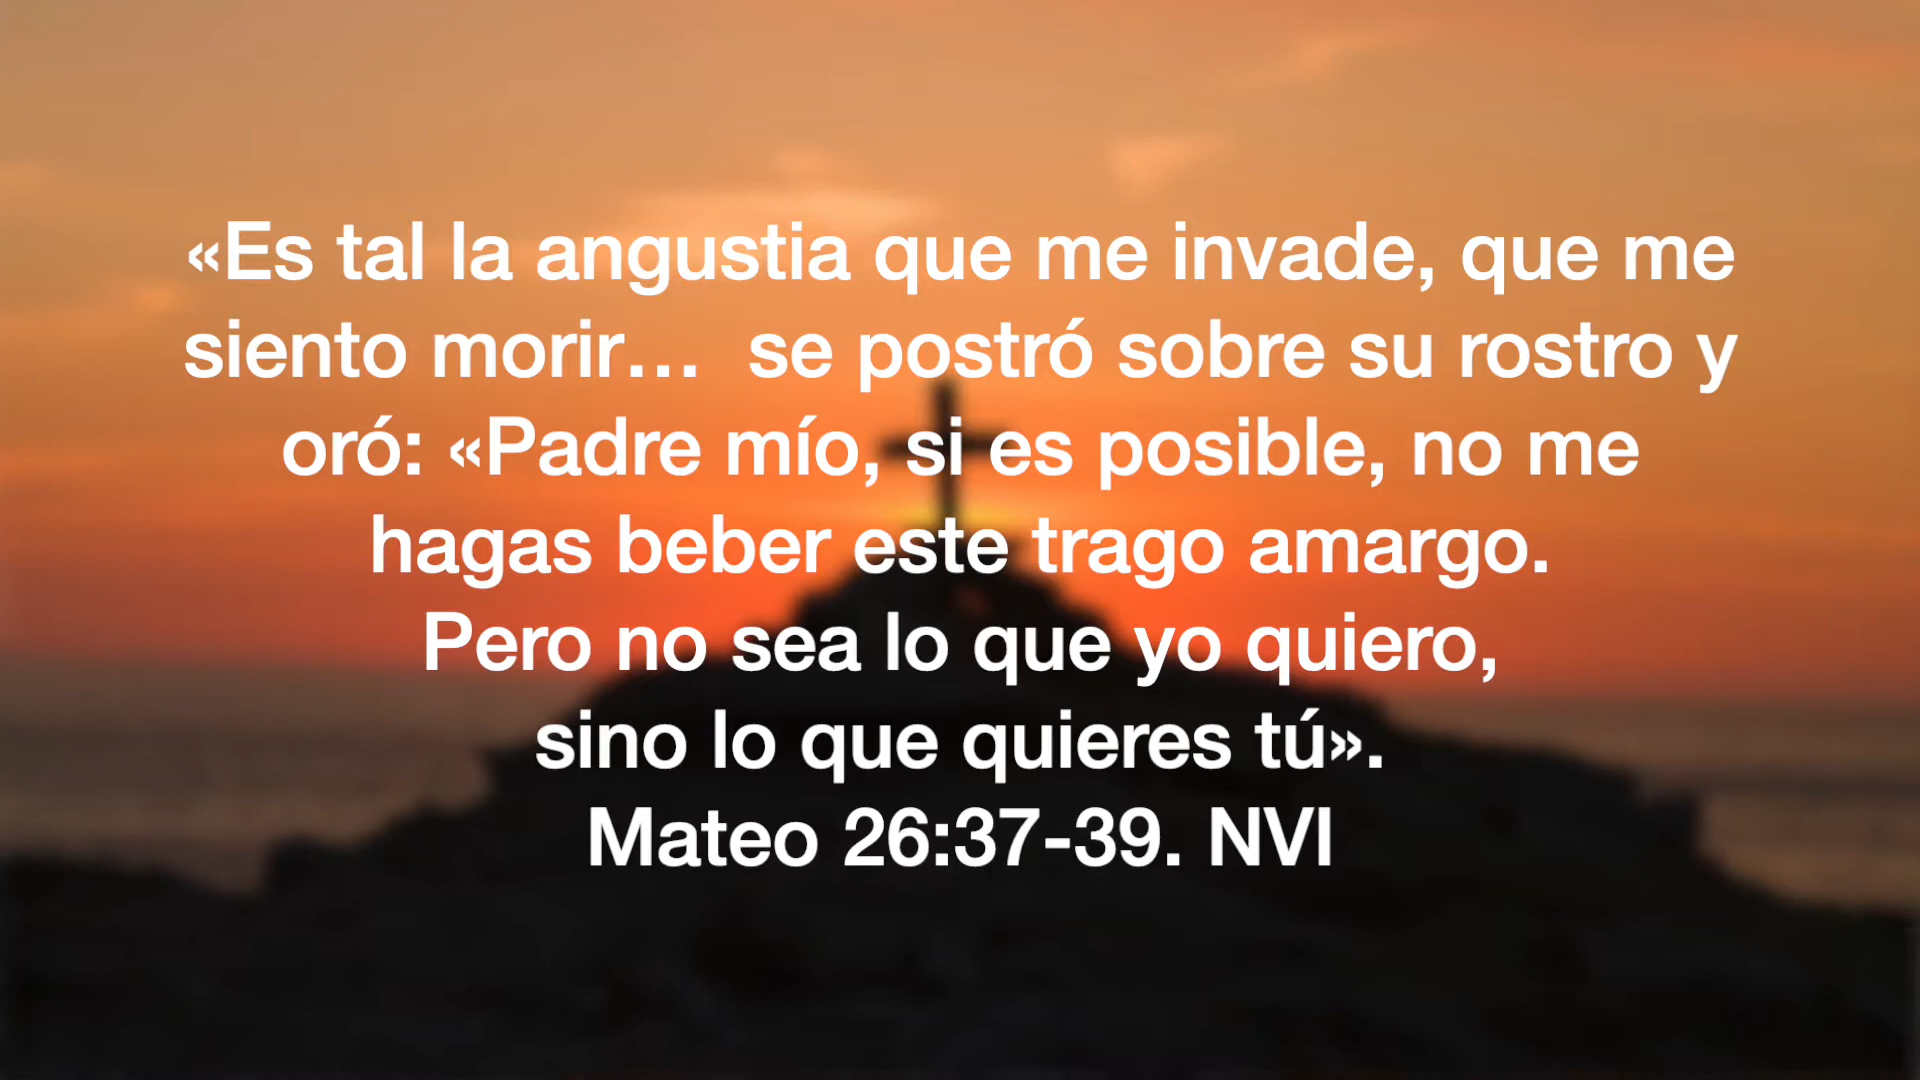 «Es tal la angustia que me invade, que me
siento morir…  se postró sobre su rostro y
oró: «Padre mío, si es posible, no me
hagas beber este trago amargo.
Pero no sea lo que yo quiero,
sino lo que quieres tú».
Mateo 26:37-39. NVI